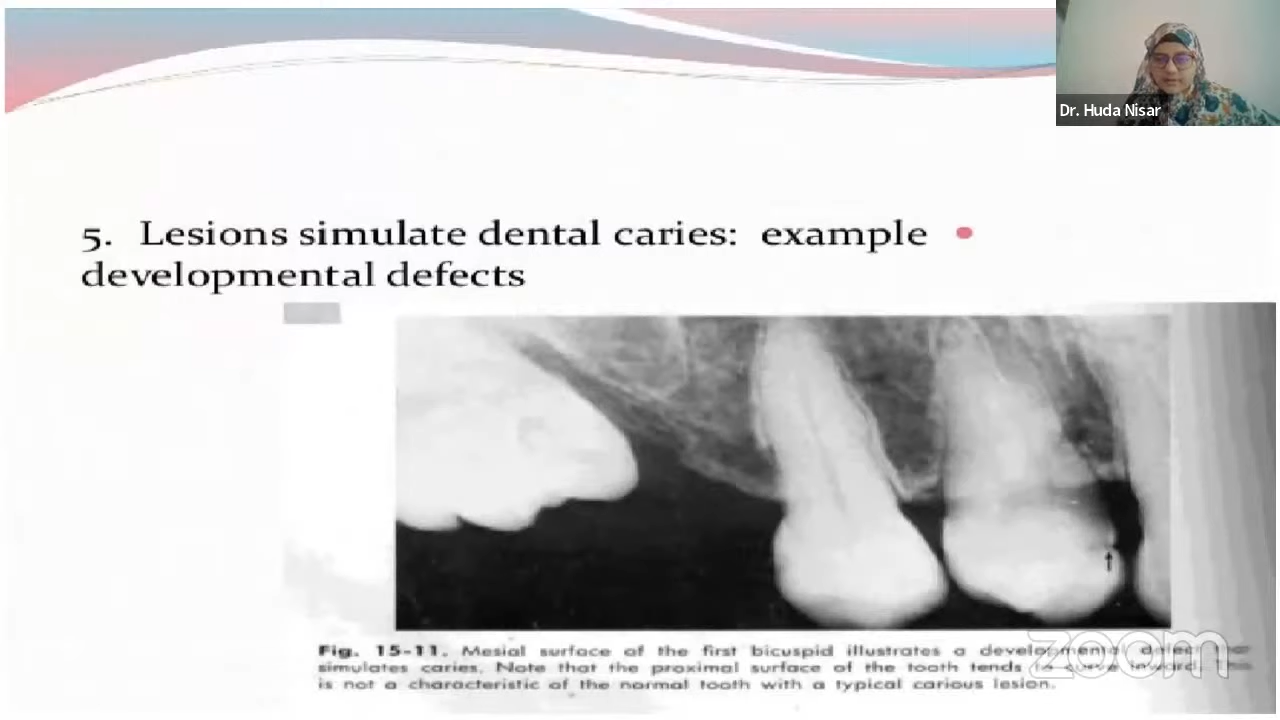 Dr. Huda Nisar
5. Lesions simulate dental caries: example •
developmental defects
Fig. 15-11. Mesial surface of the first bicuspid illustrates a developmental defect
simulates caries. Note that the proximal surface of the tooth tends to curve inward.
is not a characteristic of the normal tooth with a typical carious lesion.
zoom